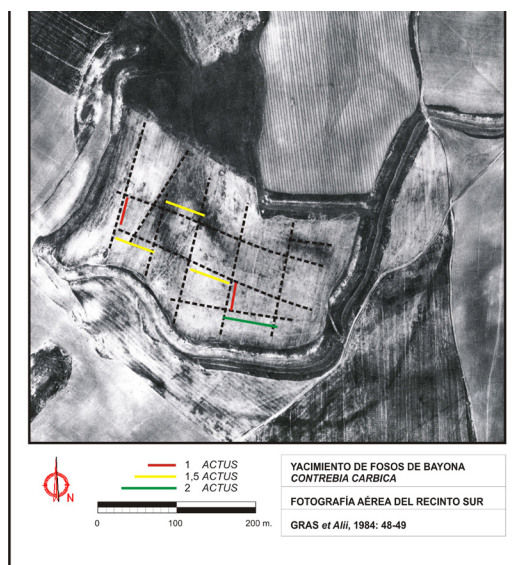 1 ACTUS
1,5 ACTUS
2 ACTUS
N
0 100 200 m.
YACIMIENTO DE FOSOS DE BAYONA
CONTREBIA CARBICA
FOTOGRAFÍA AÉREA DEL RECINTO SUR
GRAS et Alii, 1984: 48-49